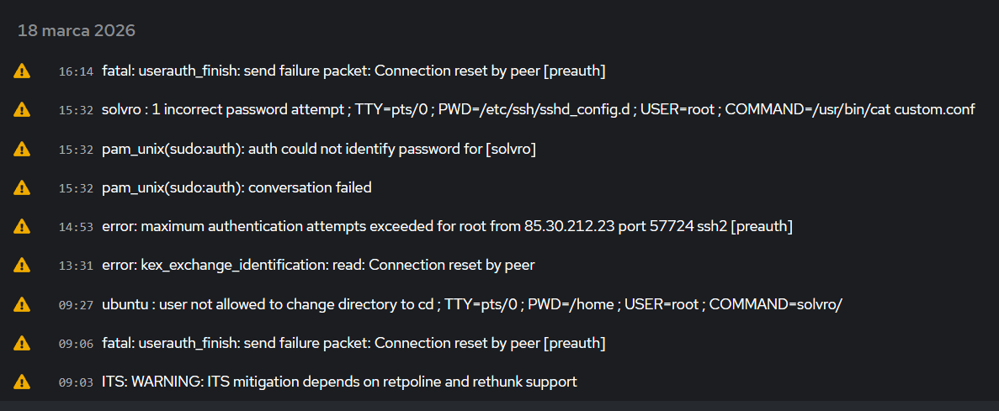 18 marca 2026
16:14 fatal: userauth_finish: send failure packet: Connection reset by peer [preauth]
15:32 solvro : 1 incorrect password attempt ; TTY=pts/0 ; PWD=/etc/ssh/sshd_config.d ; USER=root ; COMMAND=/usr/bin/cat custom.conf
15:32 pam_unix(sudo:auth): auth could not identify password for [solvro]
15:32 pam_unix(sudo:auth): conversation failed
14:53 error: maximum authentication attempts exceeded for root from 85.30.212.23 port 57724 ssh2 [preauth]
13:31 error: kex_exchange_identification: read: Connection reset by peer
09:27 ubuntu : user not allowed to change directory to cd ; TTY=pts/0 ; PWD=/home ; USER=root ; COMMAND=solvro/
09:06 fatal: userauth_finish: send failure packet: Connection reset by peer [preauth]
09:03 ITS: WARNING: ITS mitigation depends on retpoline and rethunk support